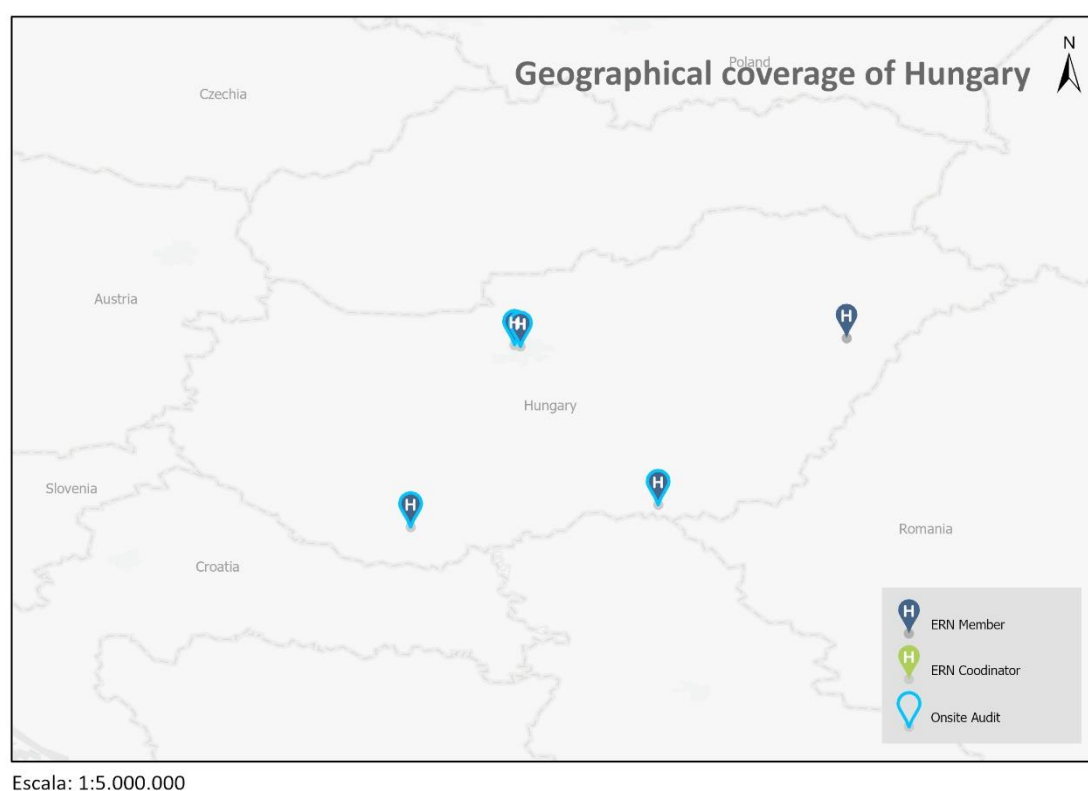 N
Poland
Geographical coverage of Hungary
Czechia
Austria
H H
H
Hungary
H
H
Slovenia
Romania
Croatia
H ERN Member
H ERN Coodinator
Onsite Audit
Escala: 1:5.000.000